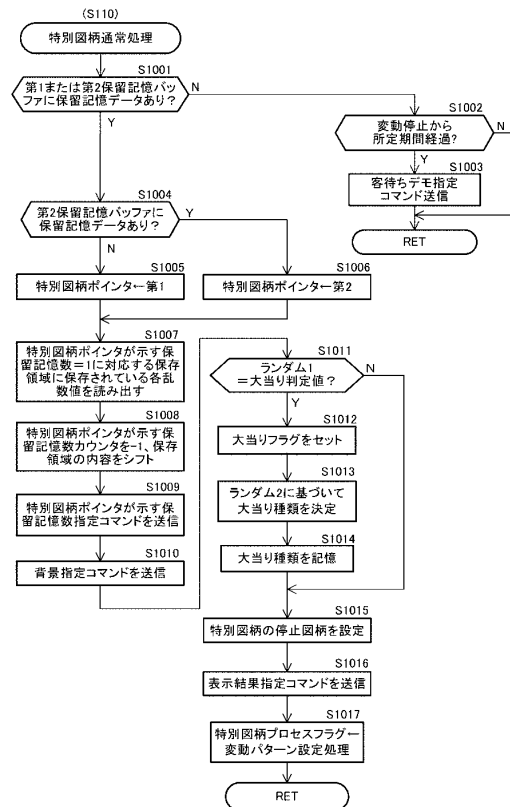 (S110)
特別図柄通常処理
S1001
第1または第2保留記憶バッ
ファに保留記憶データあり?
N
Y
S1002
変動停止から
所定期間経過?
N
Y
S1003
客待ちデモ指定
コマンド送信
RET
S1004
第2保留記憶バッファに
保留記憶データあり?
Y
N
S1005
特別図柄ポインタ←第1
S1006
特別図柄ポインタ←第2
S1007
特別図柄ポインタが示す保
留記憶数=1に対応する保存
領域に保存されている各乱
数値を読み出す
S1008
特別図柄ポインタが示す保
留記憶数カウンタを-1、保存
領域の内容をシフト
S1009
特別図柄ポインタが示す保
留記憶数指定コマンドを送信
S1010
背景指定コマンドを送信
S1011
ランダム1
=大当り判定値?
N
Y
S1012
大当りフラグをセット
S1013
ランダム2に基づいて
大当り種類を決定
S1014
大当り種類を記憶
S1015
特別図柄の停止図柄を設定
S1016
表示結果指定コマンドを送信
S1017
特別図柄プロセスフラグ←
変動パターン設定処理
RET